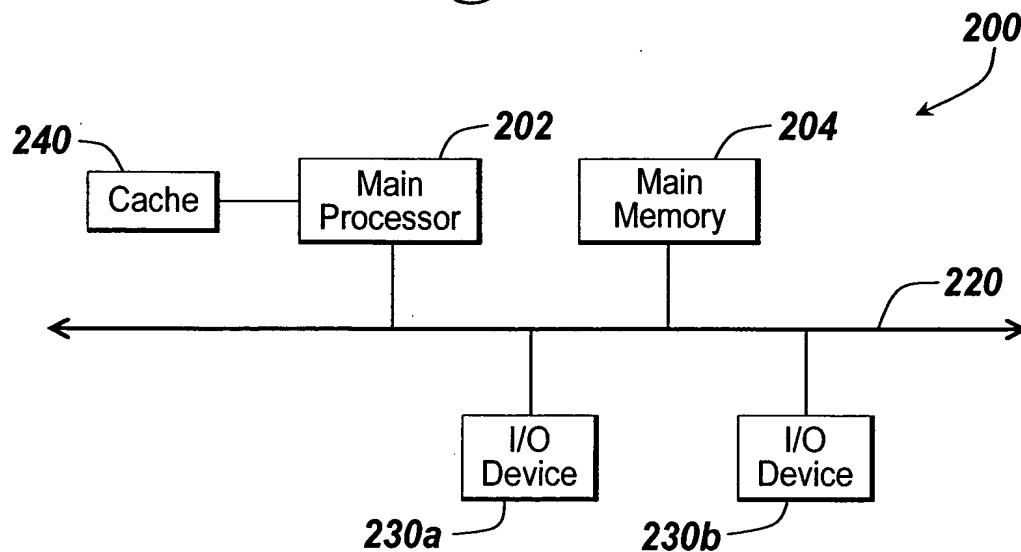 200
240
202
204
Cache
Main
Processor
Main
Memory
220
I/O
Device
I/O
Device
230a
230b